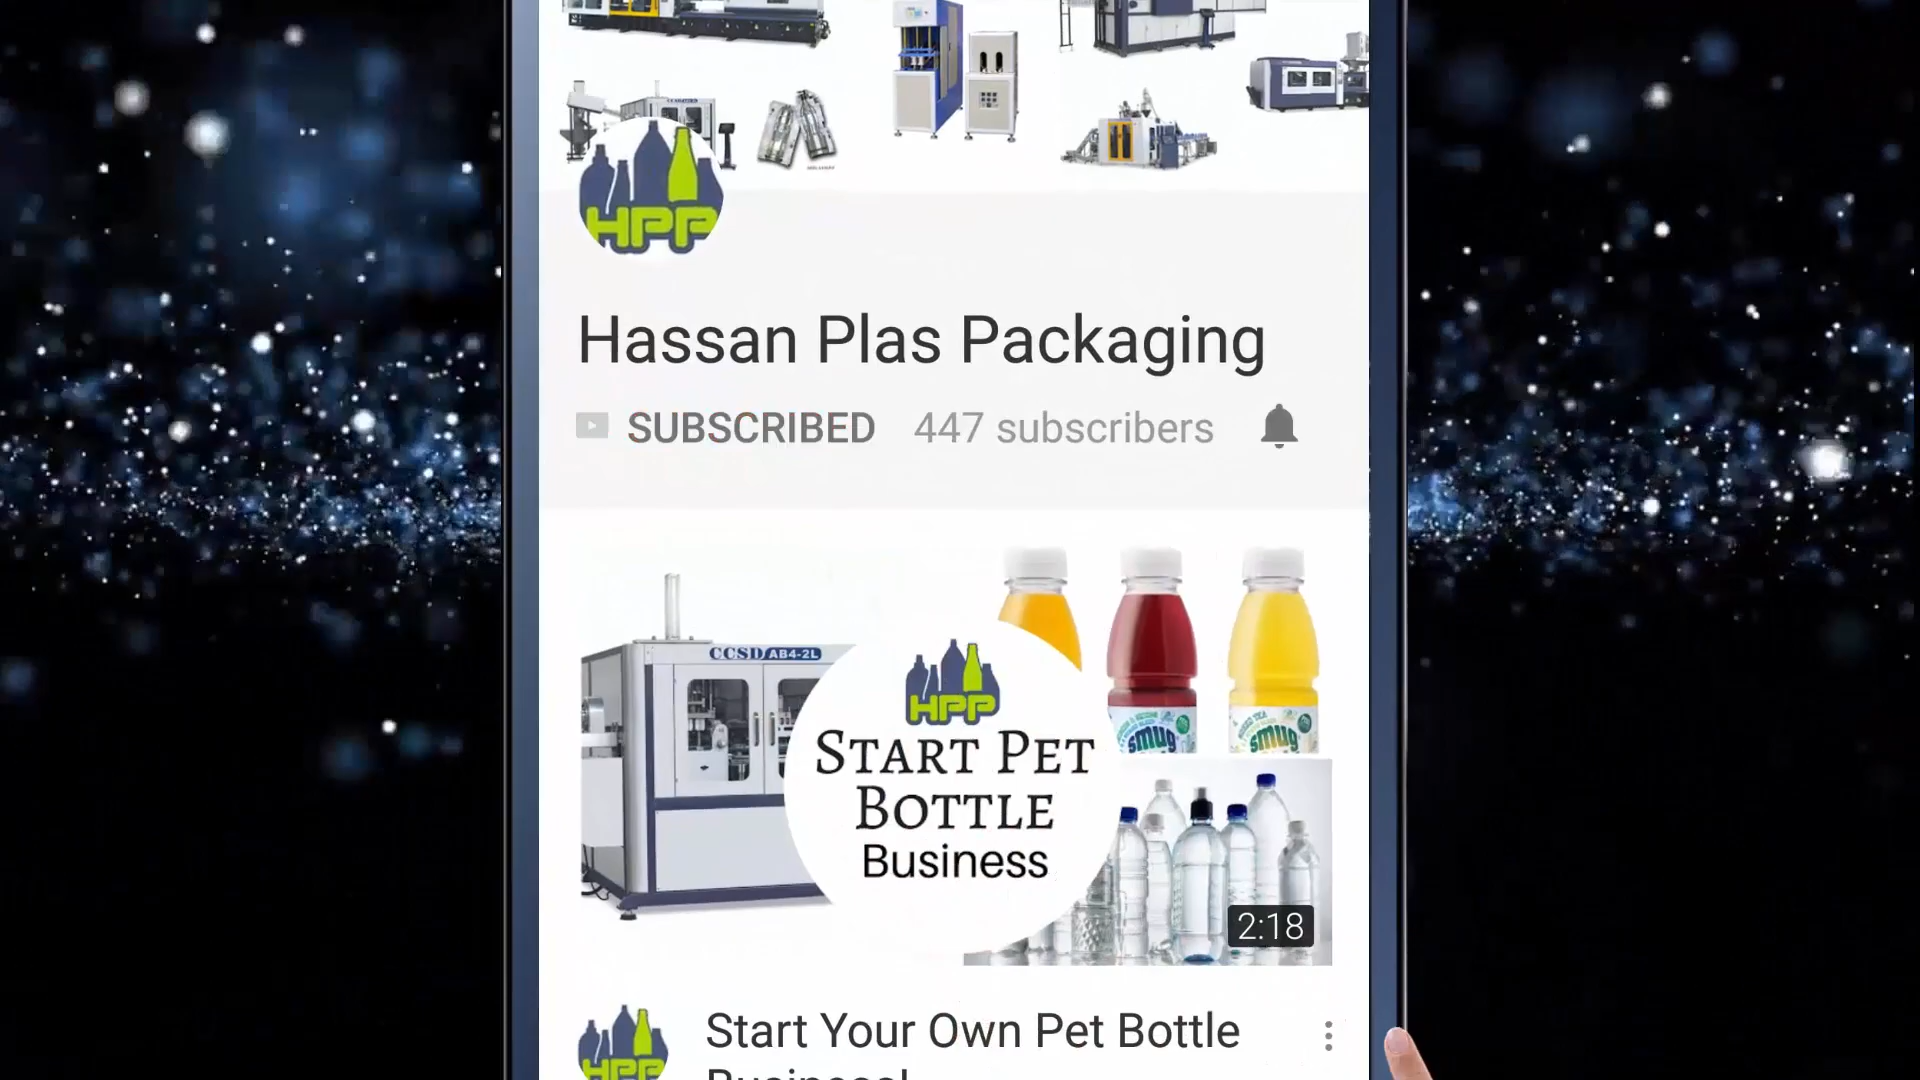 HPP
Hassan Plas Packaging
SUBSCRIBED 447 subscribers
CCSD AB4-2L
smug
smug
HPP
START PET
BOTTLE
Business
2:18
Start Your Own Pet Bottle
Business!
HPP